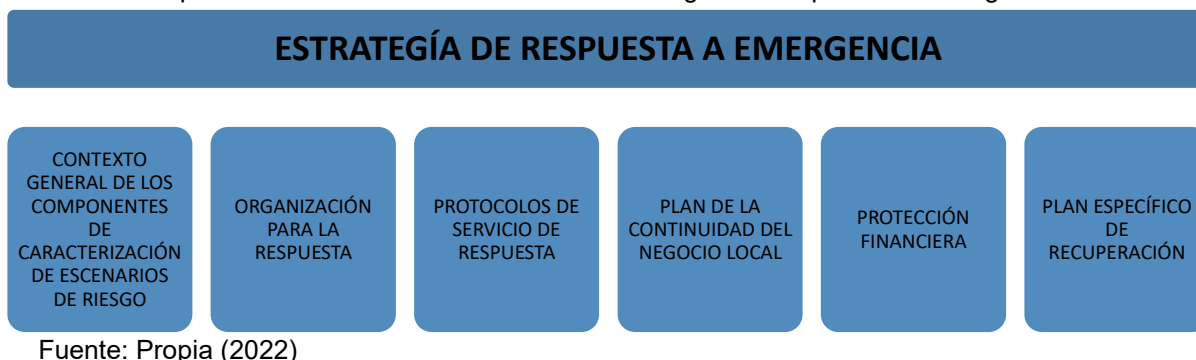 ESTRATEGÍA DE RESPUESTA A EMERGENCIA
CONTEXTO
GENERAL DE LOS
COMPONENTES
DE
CARACTERIZACIÓN
DE ESCENARIOS
DE RIESGO
ORGANIZACIÓN
PARA LA
RESPUESTA
PROTOCOLOS DE
SERVICIO DE
RESPUESTA
PLAN DE LA
CONTINUIDAD DEL
NEGOCIO LOCAL
PROTECCIÓN
FINANCIERA
PLAN ESPECÍFICO
DE
RECUPERACIÓN
Fuente: Propia (2022)